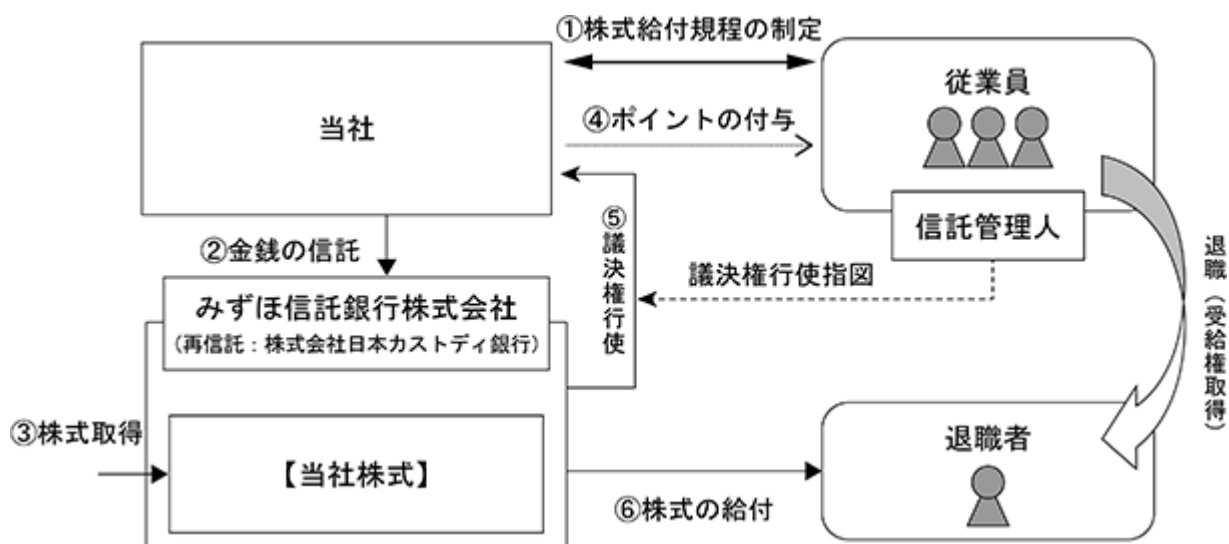 ①株式給付規程の制定
当社
従業員
④ポイントの付与
信託管理人
②金銭の信託
⑤議決権行使
議決権行使指図
退職（受給権取得）
みずほ信託銀行株式会社
（再信託：株式会社日本カストディ銀行）
③株式取得
【当社株式】
退職者
⑥株式の給付